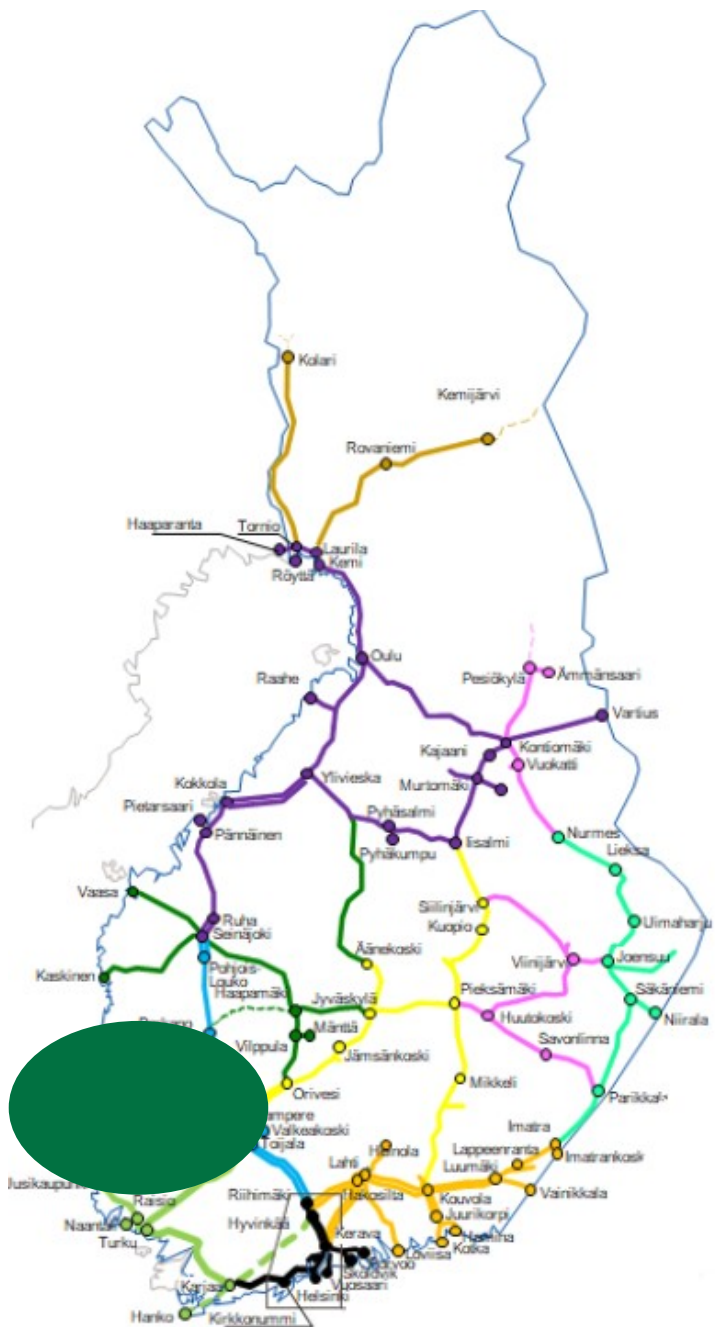 Kolari
Kemijärvi
Rovaniemi
Haaparanta
Tornio
Laurila
Kemi
Röyttä
Oulu
Pesiökylä
Ämmänsaari
Raahe
Vartius
Kontiomäki
Kajaani
Vuokatti
Ylivieska
Murtomäki
Kokkola
Pietarsaari
Pyhäsalmi
Pännäinen
Iisalmi
Nurmes
Pyhäkumpu
Lieksa
Vaasa
Siilinjärvi
Ruha
Uimaharju
Kuopio
Seinäjoki
Äänekoski
Pohjois-
Louko
Viinijärvi
Joensuu
Kaskinen
Haapamäki
Jyväskylä
Pieksämäki
Säkäniemi
Huutokoski
Niirala
Mänttä
Vilppula
Jämsänkoski
Savonlinna
Mikkeli
Orivesi
Parikkala
ampere
Valkeakoski
Toijala
Imatra
Heinola
Lappeenranta
Imatrankoski
Lahti
Luumäki
Uusikaupunki
Riihimäki
Hakosilta
Kouvola
Vainikkala
Raisio
Naantali
Hyvinkää
Juurikorpi
Turku
Kerava
Hamina
Kotka
Loviisa
Sköldvik
Vuosaari
Karjaa
Helsinki
Hanko
Kirkkonummi